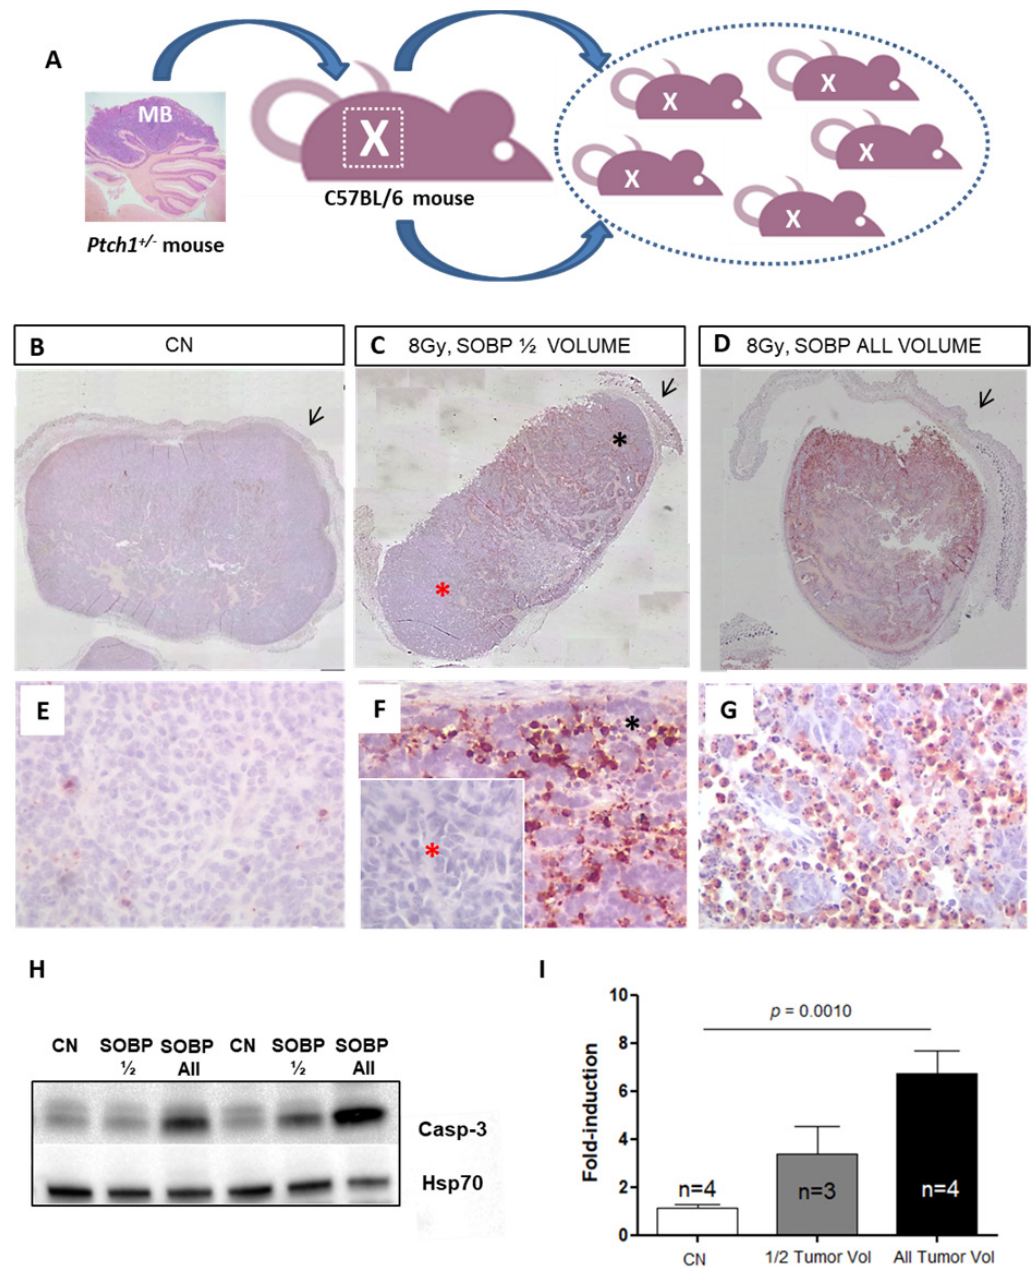 A
MB
X
X
X
X
X
X
C57BL/6 mouse
Ptch1+/- mouse
B
CN
C
8Gy, SOBP ½ VOLUME
D
8Gy, SOBP ALL VOLUME
*
*
E
F
*
*
G
H
CN
SOBP ½
SOBP All
CN
SOBP ½
SOBP All
Casp-3
Hsp70
I
Fold-induction
10
8
6
4
2
0
p = 0.0010
n=4
n=3
n=4
CN
1/2 Tumor Vol
All Tumor Vol